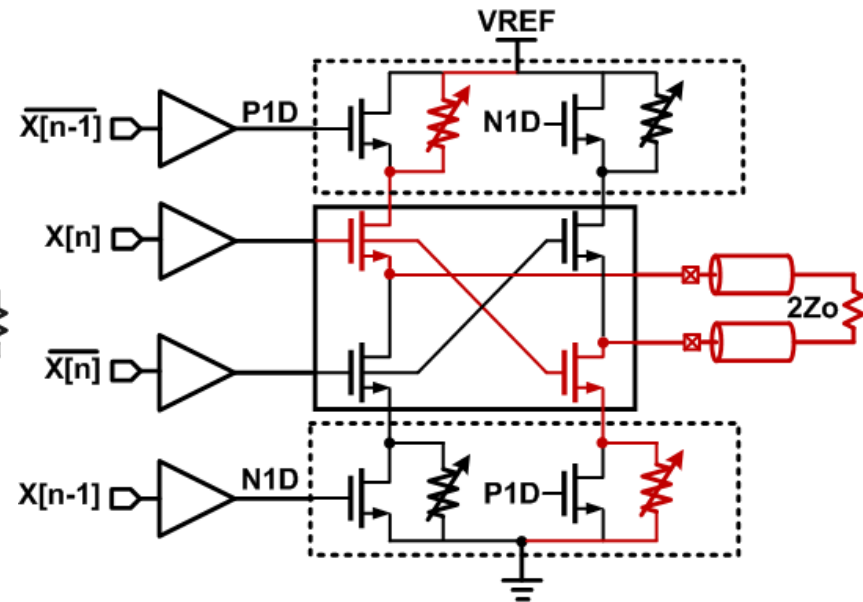 VREF
X̅[̅n̅-̅1̅]̅ P1D
N1D
X[n]
2Zo
X̅[̅n̅]̅
X[n-1] N1D
P1D